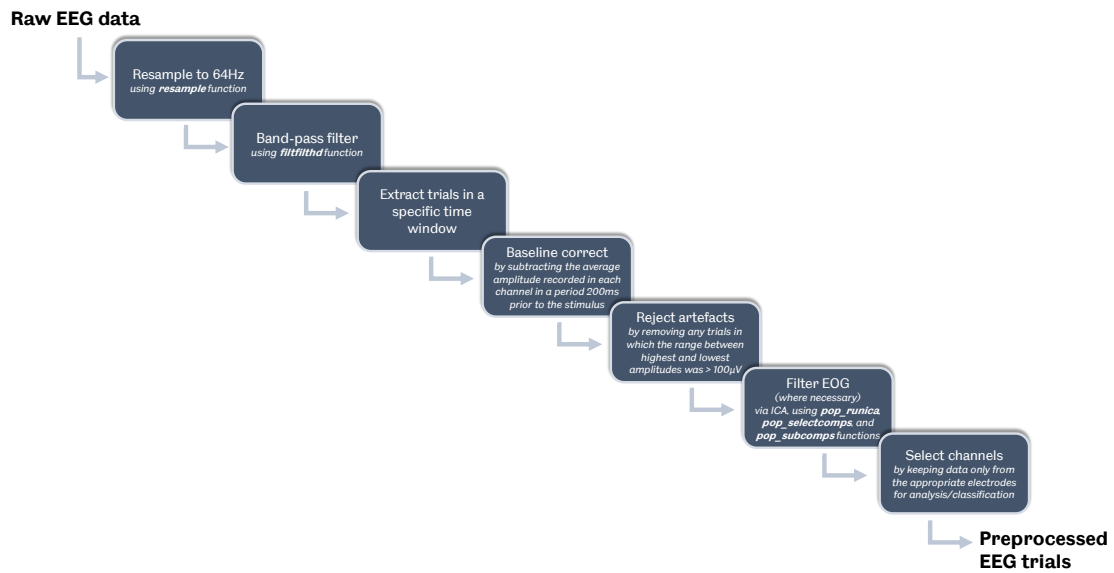 Raw EEG data
Resample to 64Hz
using resample function
Band-pass filter
using filtfilthd function
Extract trials in a
specific time
window
Baseline correct
by subtracting the average
amplitude recorded in each
channel in a period 200ms
prior to the stimulus
Reject artefacts
by removing any trials in
which the range between
highest and lowest
amplitudes was > 100µV
Filter EOG
(where necessary)
via ICA, using pop_runica,
pop_selectcomps, and
pop_subcomps functions
Select channels
by keeping data only from
the appropriate electrodes
for analysis/classification
Preprocessed
EEG trials